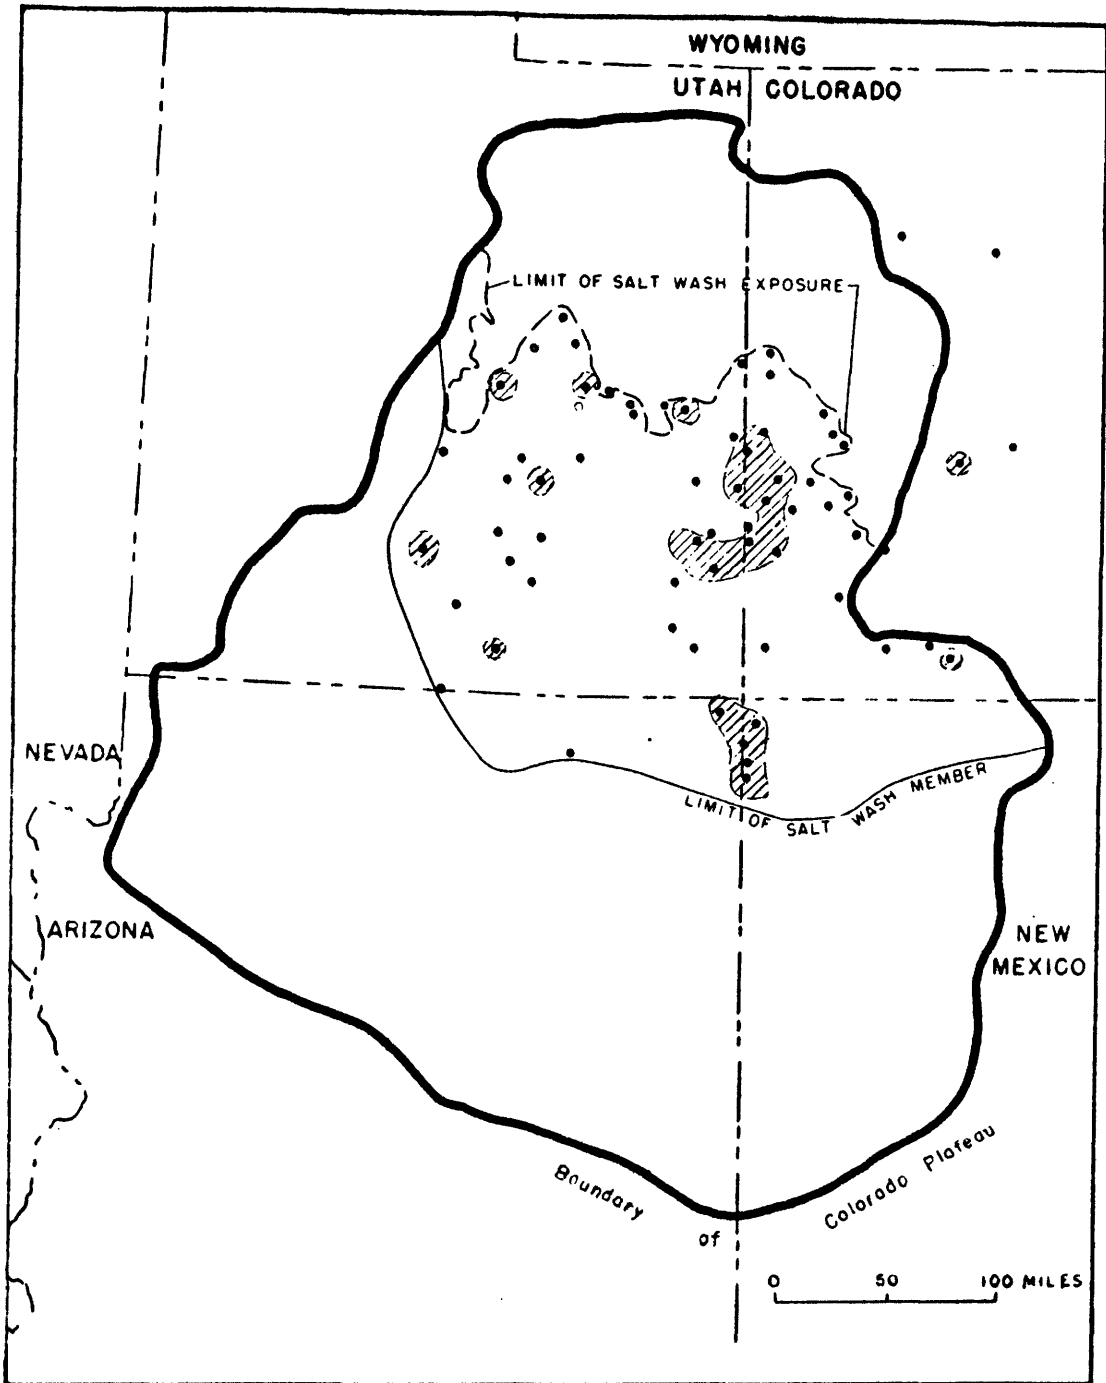 WYOMING
UTAH COLORADO
LIMIT OF SALT WASH EXPOSURE
NEVADA
LIMIT OF SALT WASH MEMBER
ARIZONA
NEW
MEXICO
Boundary of Colorado Plateau
0 50 100 MILES